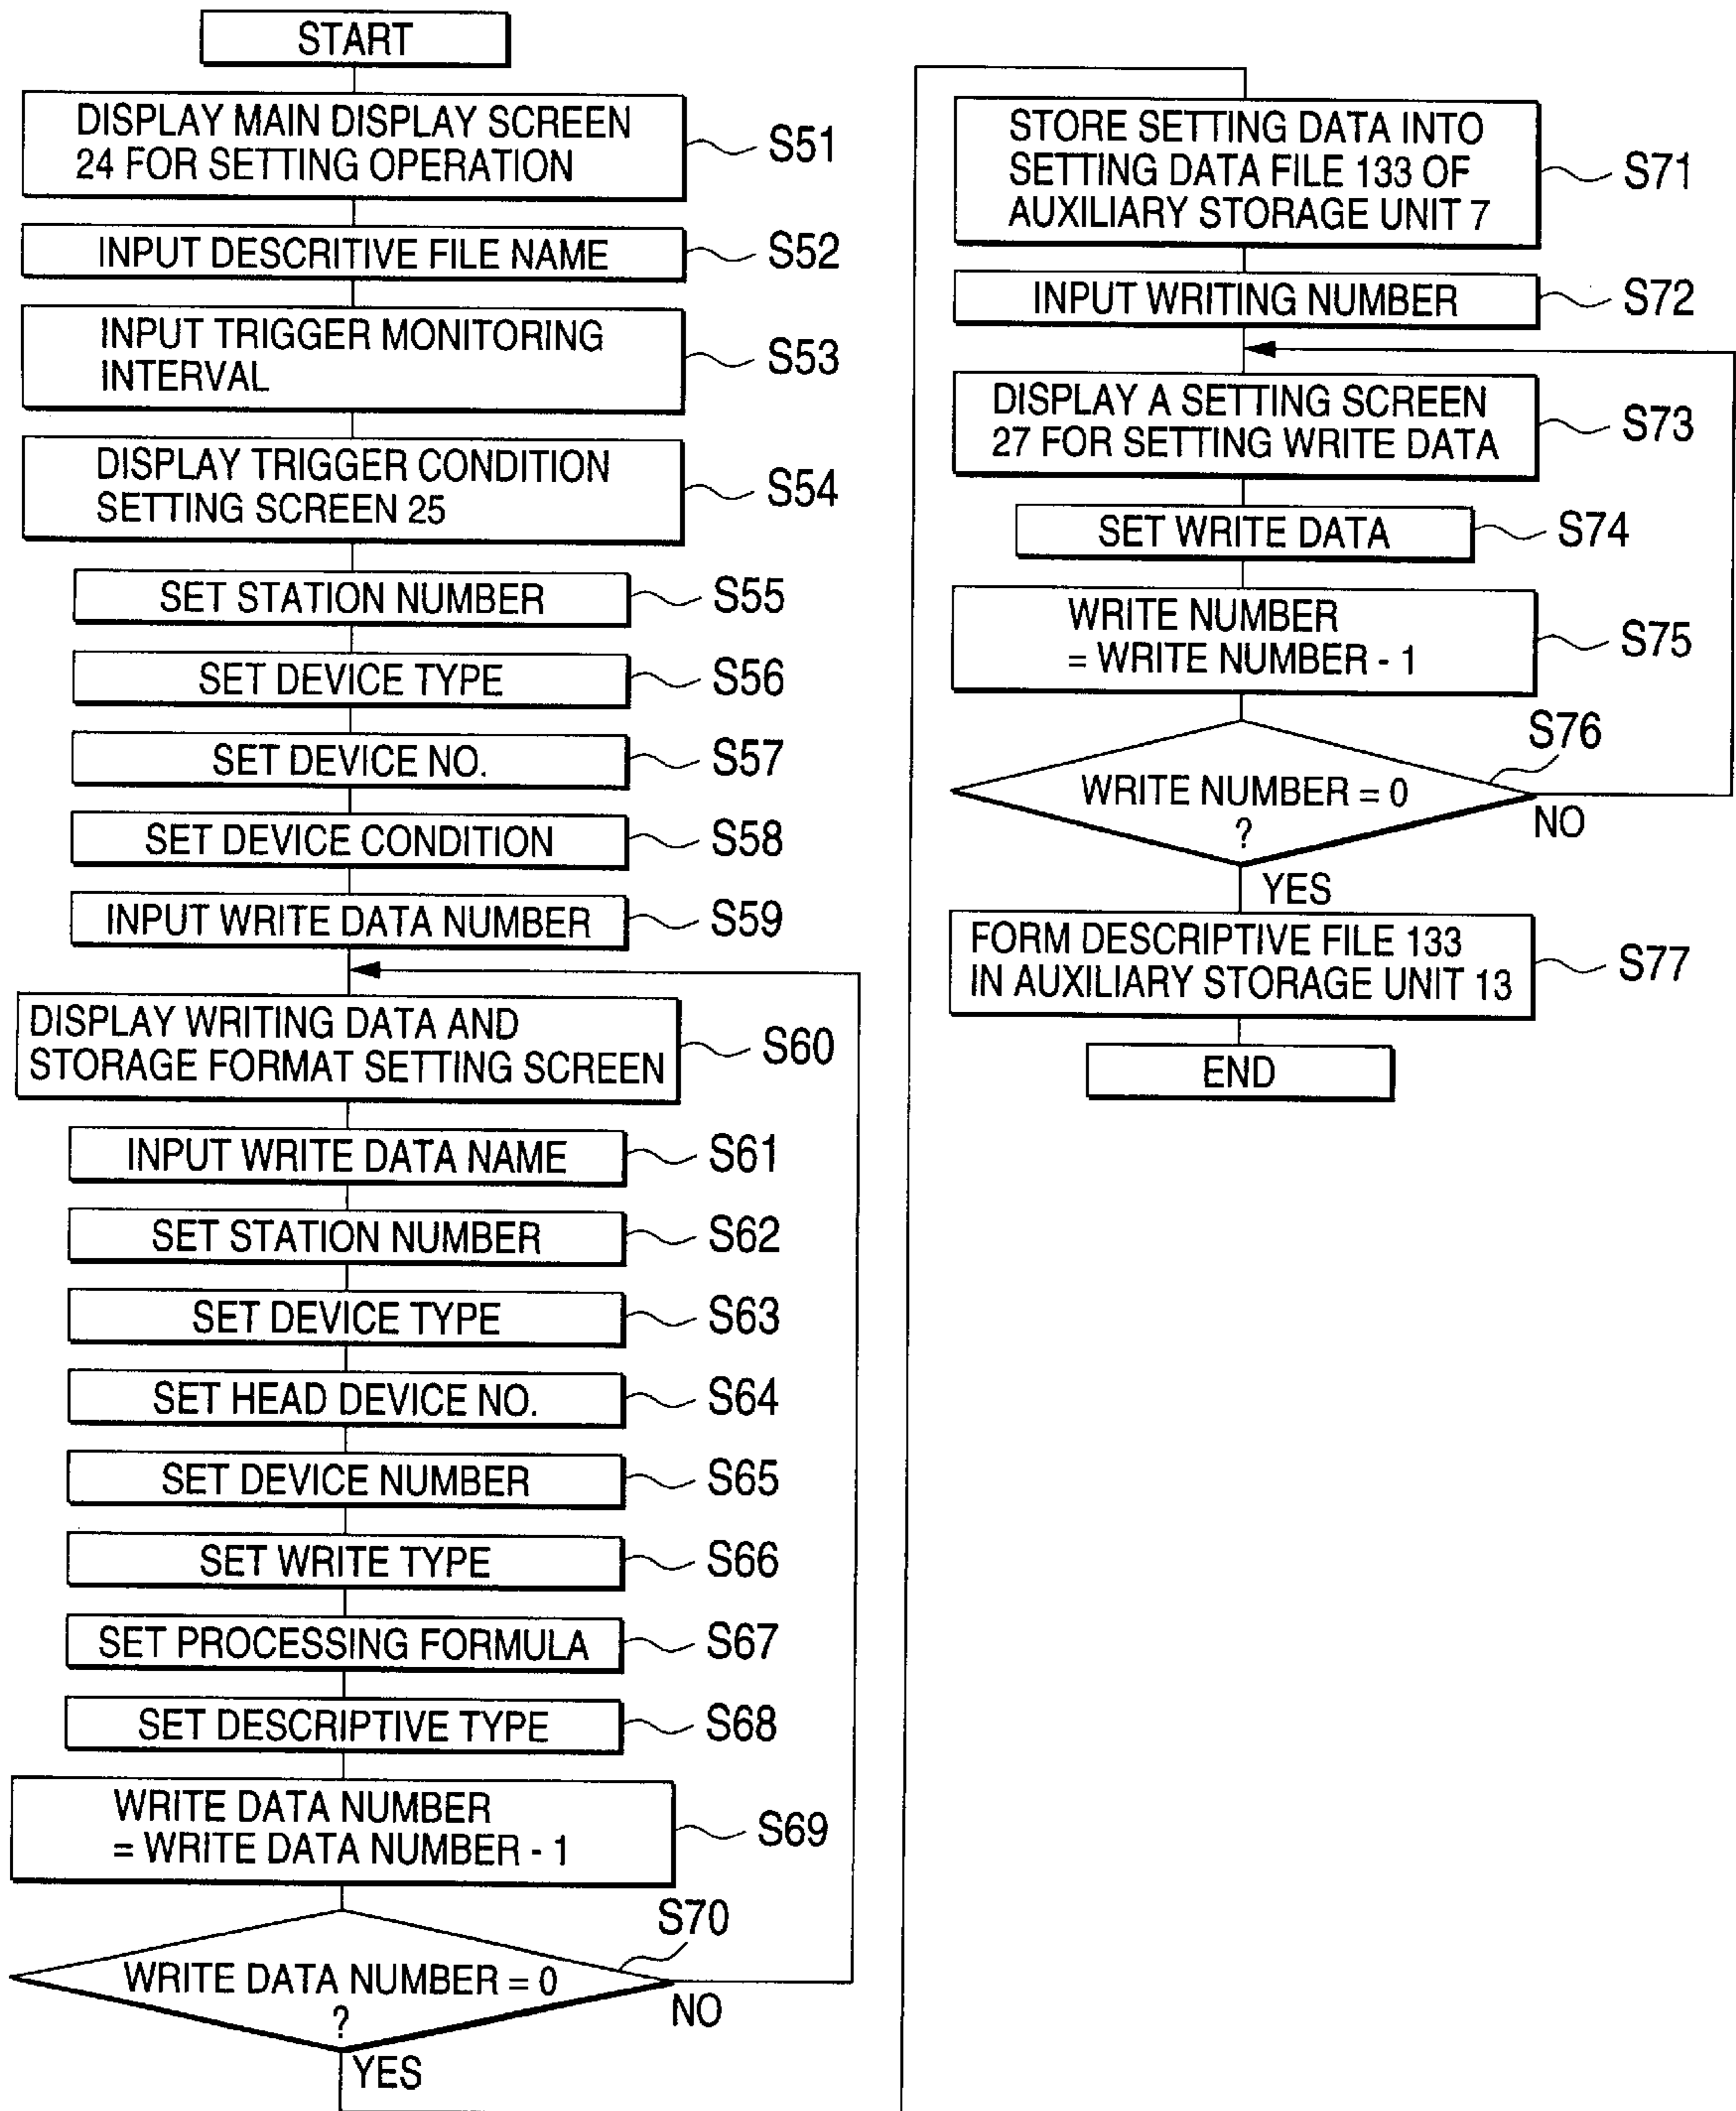 START
DISPLAY MAIN DISPLAY SCREEN
24 FOR SETTING OPERATION
S51
INPUT DESCRITIVE FILE NAME
S52
INPUT TRIGGER MONITORING
INTERVAL
S53
DISPLAY TRIGGER CONDITION
SETTING SCREEN 25
S54
SET STATION NUMBER
S55
SET DEVICE TYPE
S56
SET DEVICE NO.
S57
SET DEVICE CONDITION
S58
INPUT WRITE DATA NUMBER
S59
DISPLAY WRITING DATA AND
STORAGE FORMAT SETTING SCREEN
S60
INPUT WRITE DATA NAME
S61
SET STATION NUMBER
S62
SET DEVICE TYPE
S63
SET HEAD DEVICE NO.
S64
SET DEVICE NUMBER
S65
SET WRITE TYPE
S66
SET PROCESSING FORMULA
S67
SET DESCRIPTIVE TYPE
S68
WRITE DATA NUMBER
= WRITE DATA NUMBER - 1
S69
S70
WRITE DATA NUMBER = 0
?
NO
YES
STORE SETTING DATA INTO
SETTING DATA FILE 133 OF
AUXILIARY STORAGE UNIT 7
S71
INPUT WRITING NUMBER
S72
DISPLAY A SETTING SCREEN
27 FOR SETTING WRITE DATA
S73
SET WRITE DATA
S74
WRITE NUMBER
= WRITE NUMBER - 1
S75
S76
WRITE NUMBER = 0
?
NO
YES
FORM DESCRIPTIVE FILE 133
IN AUXILIARY STORAGE UNIT 13
S77
END